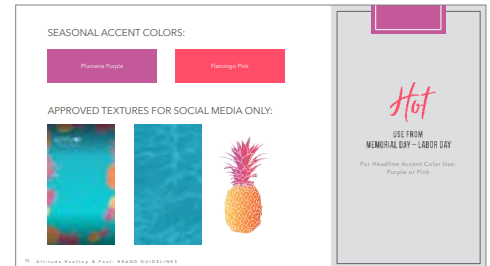 SEASONAL ACCENT COLORS:
Plumeria Purple
Flamingo Pink
APPROVED TEXTURES FOR SOCIAL MEDIA ONLY:
Hot
USE FROM
MEMORIAL DAY – LABOR DAY
For Headline Accent Color Use:
Purple or Pink
Altitude Rooftop & Pool: BRAND GUIDELINES